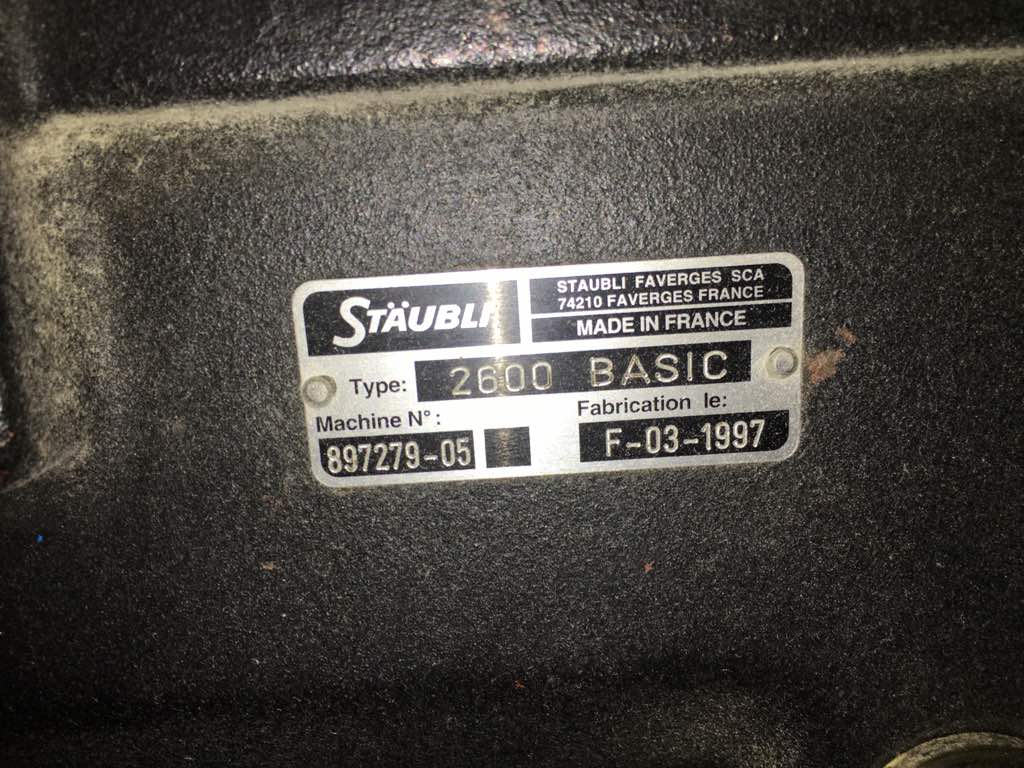 STÄUBLI
STAUBLI FAVERGES SCA
74210 FAVERGES FRANCE
MADE IN FRANCE
Type: 2600 BASIC
Machine N° :
897279-05
Fabrication le:
F-03-1997